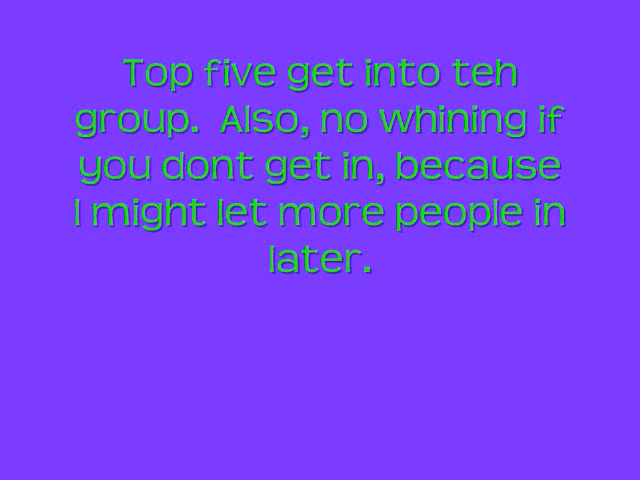 Top five get into teh
group.  Also, no whining if
you dont get in, because
I might let more people in
later.